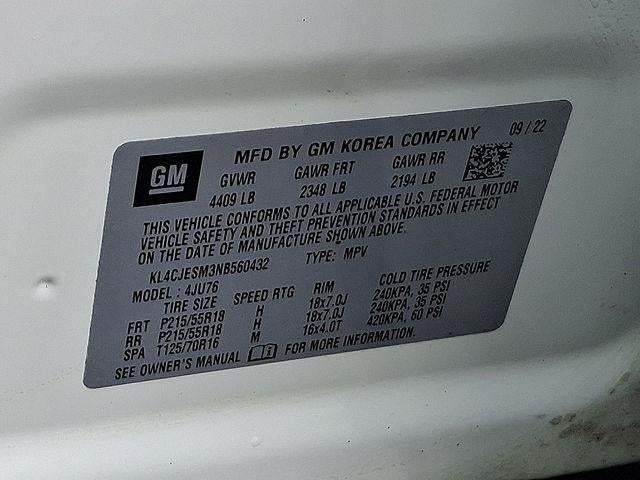 GM
MFD BY GM KOREA COMPANY 09/22
GVWR GAWR FRT GAWR RR
4409 LB 2348 LB 2194 LB
THIS VEHICLE CONFORMS TO ALL APPLICABLE U.S. FEDERAL MOTOR
VEHICLE SAFETY AND THEFT PREVENTION STANDARDS IN EFFECT
ON THE DATE OF MANUFACTURE SHOWN ABOVE.
KL4CJESM3NB560432 TYPE: MPV
MODEL: 4JU76
TIRE SIZE SPEED RTG RIM COLD TIRE PRESSURE
FRT P215/55R18 H 18x7.0J 240KPA, 35 PSI
RR P215/55R18 H 18x7.0J 240KPA, 35 PSI
SPA T125/70R16 M 16x4.0T 420KPA, 60 PSI
SEE OWNER'S MANUAL FOR MORE INFORMATION.